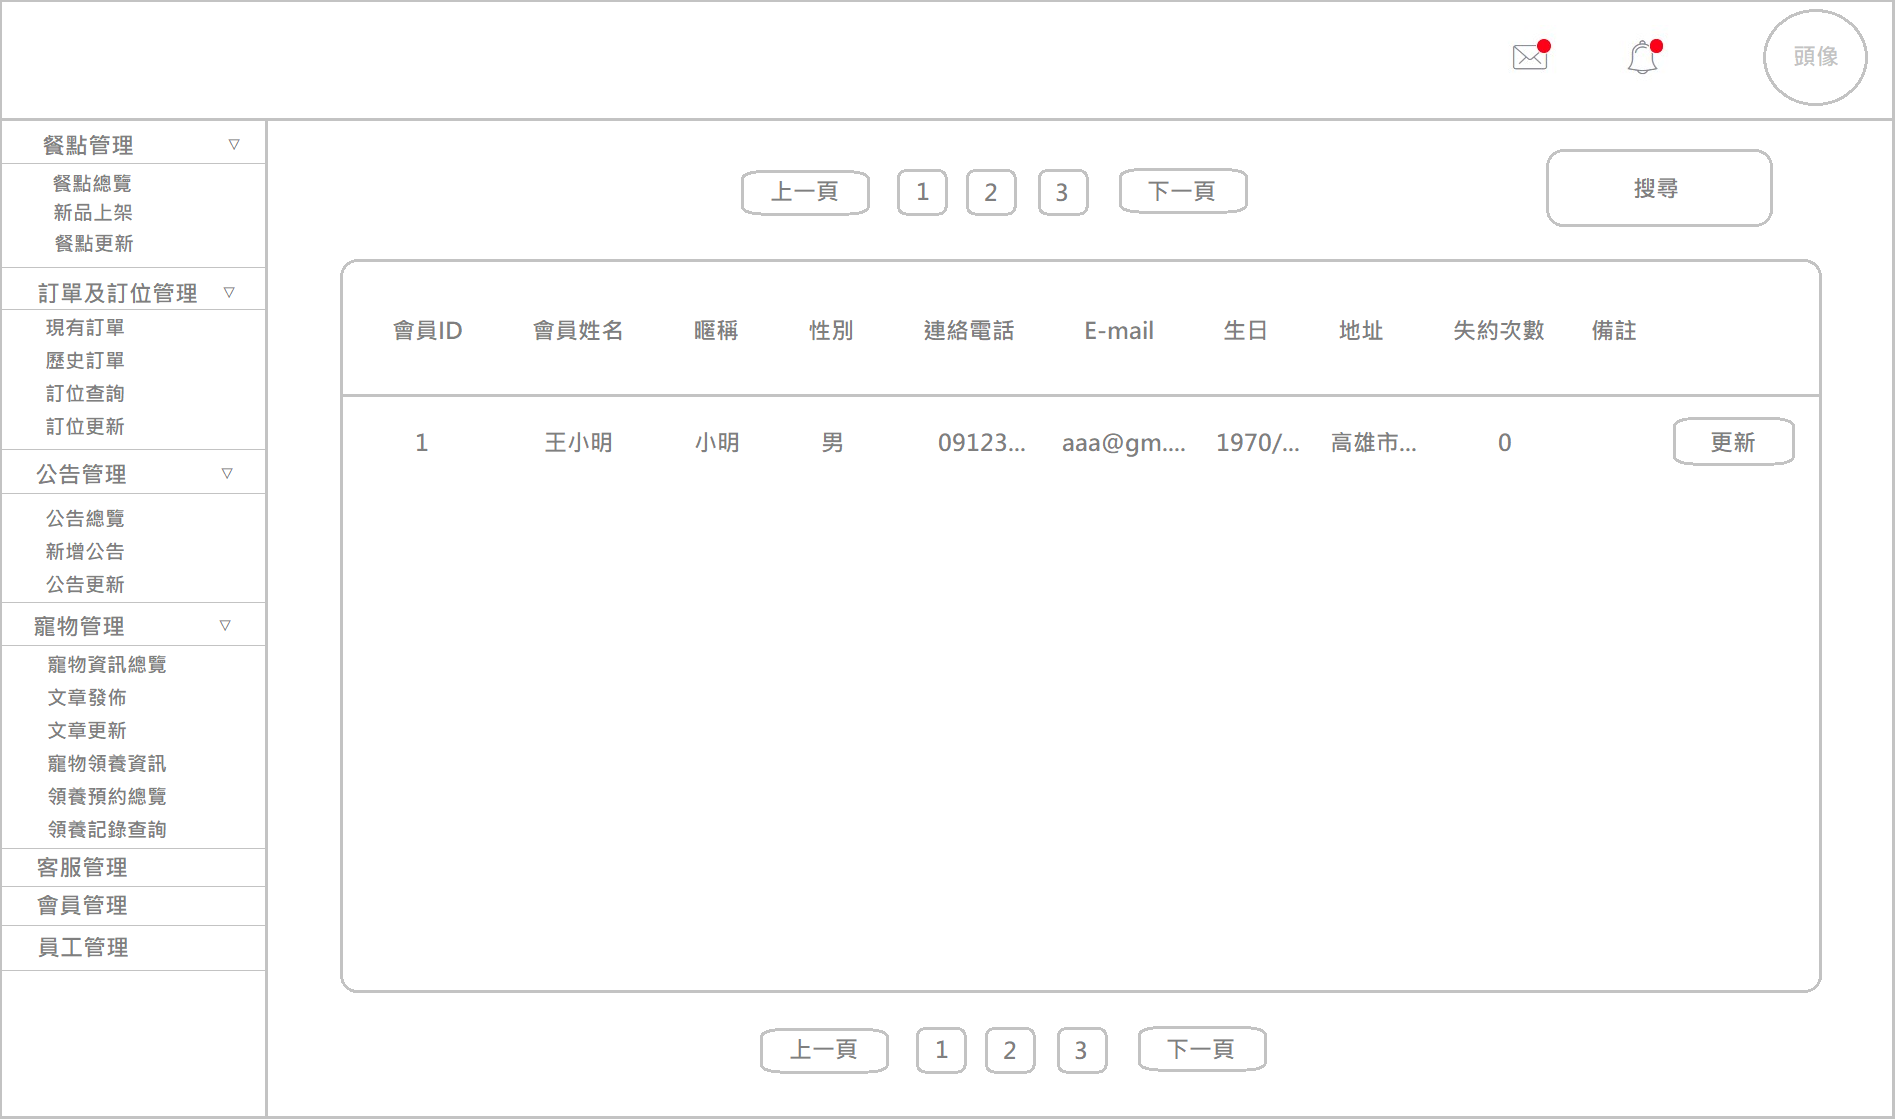 頭像
餐點管理 ▽
餐點總覽
新品上架
餐點更新
訂單及訂位管理 ▽
現有訂單
歷史訂單
訂位查詢
訂位更新
公告管理 ▽
公告總覽
新增公告
公告更新
寵物管理 ▽
寵物資訊總覽
文章發佈
文章更新
寵物領養資訊
領養預約總覽
領養記錄查詢
客服管理
會員管理
員工管理
上一頁 1 2 3 下一頁
搜尋
會員ID 會員姓名 暱稱 性別 連絡電話 E-mail 生日 地址 失約次數 備註
1 王小明 小明 男 09123... aaa@gm.... 1970/... 高雄市... 0 更新
上一頁 1 2 3 下一頁